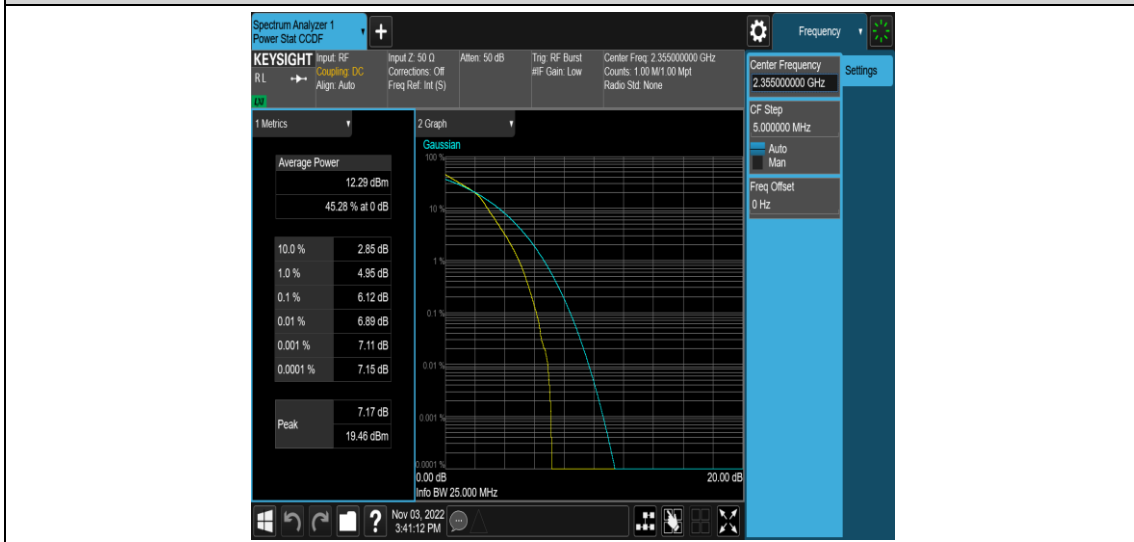 Spectrum Analyzer 1
Power Stat CCDF
+
Frequency
KEYSIGHT
RL
LNI
Input: RF
Coupling: DC
Align: Auto
Input Z: 50 Ω
Corrections: Off
Freq Ref: Int (S)
Atten: 50 dB
Trig: RF Burst
#IF Gain: Low
Center Freq: 2.355000000 GHz
Counts: 1.00 M/1.00 Mpt
Radio Std: None
Center Frequency
2.355000000 GHz
Settings
CF Step
5.000000 MHz
Auto
Man
Freq Offset
0 Hz
1 Metrics
Average Power
12.29 dBm
45.28 % at 0 dB
10.0 % 2.85 dB
1.0 % 4.95 dB
0.1 % 6.12 dB
0.01 % 6.89 dB
0.001 % 7.11 dB
0.0001 % 7.15 dB
Peak
7.17 dB
19.46 dBm
2 Graph
Gaussian
100 %
10 %
1 %
0.1 %
0.01 %
0.001 %
0.0001 %
0.00 dB 20.00 dB
Info BW 25.000 MHz
?
Nov 03, 2022
3:41:12 PM